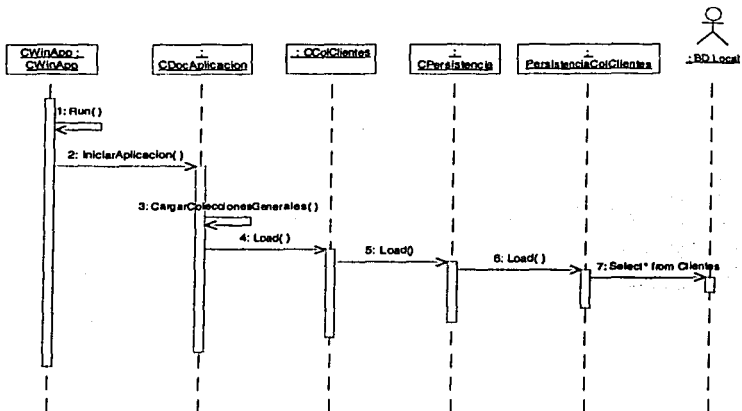 CWinApp :
CWinApp
:
CDocAplicacion
: CColClientes
:
CPersistencia
:
PersistenciaColClientes
: BD Local
1: Run( )
2: IniciarAplicacion( )
3: CargarColeccionesGenerales( )
4: Load( )
5: Load()
6: Load( )
7: Select* from Clientes